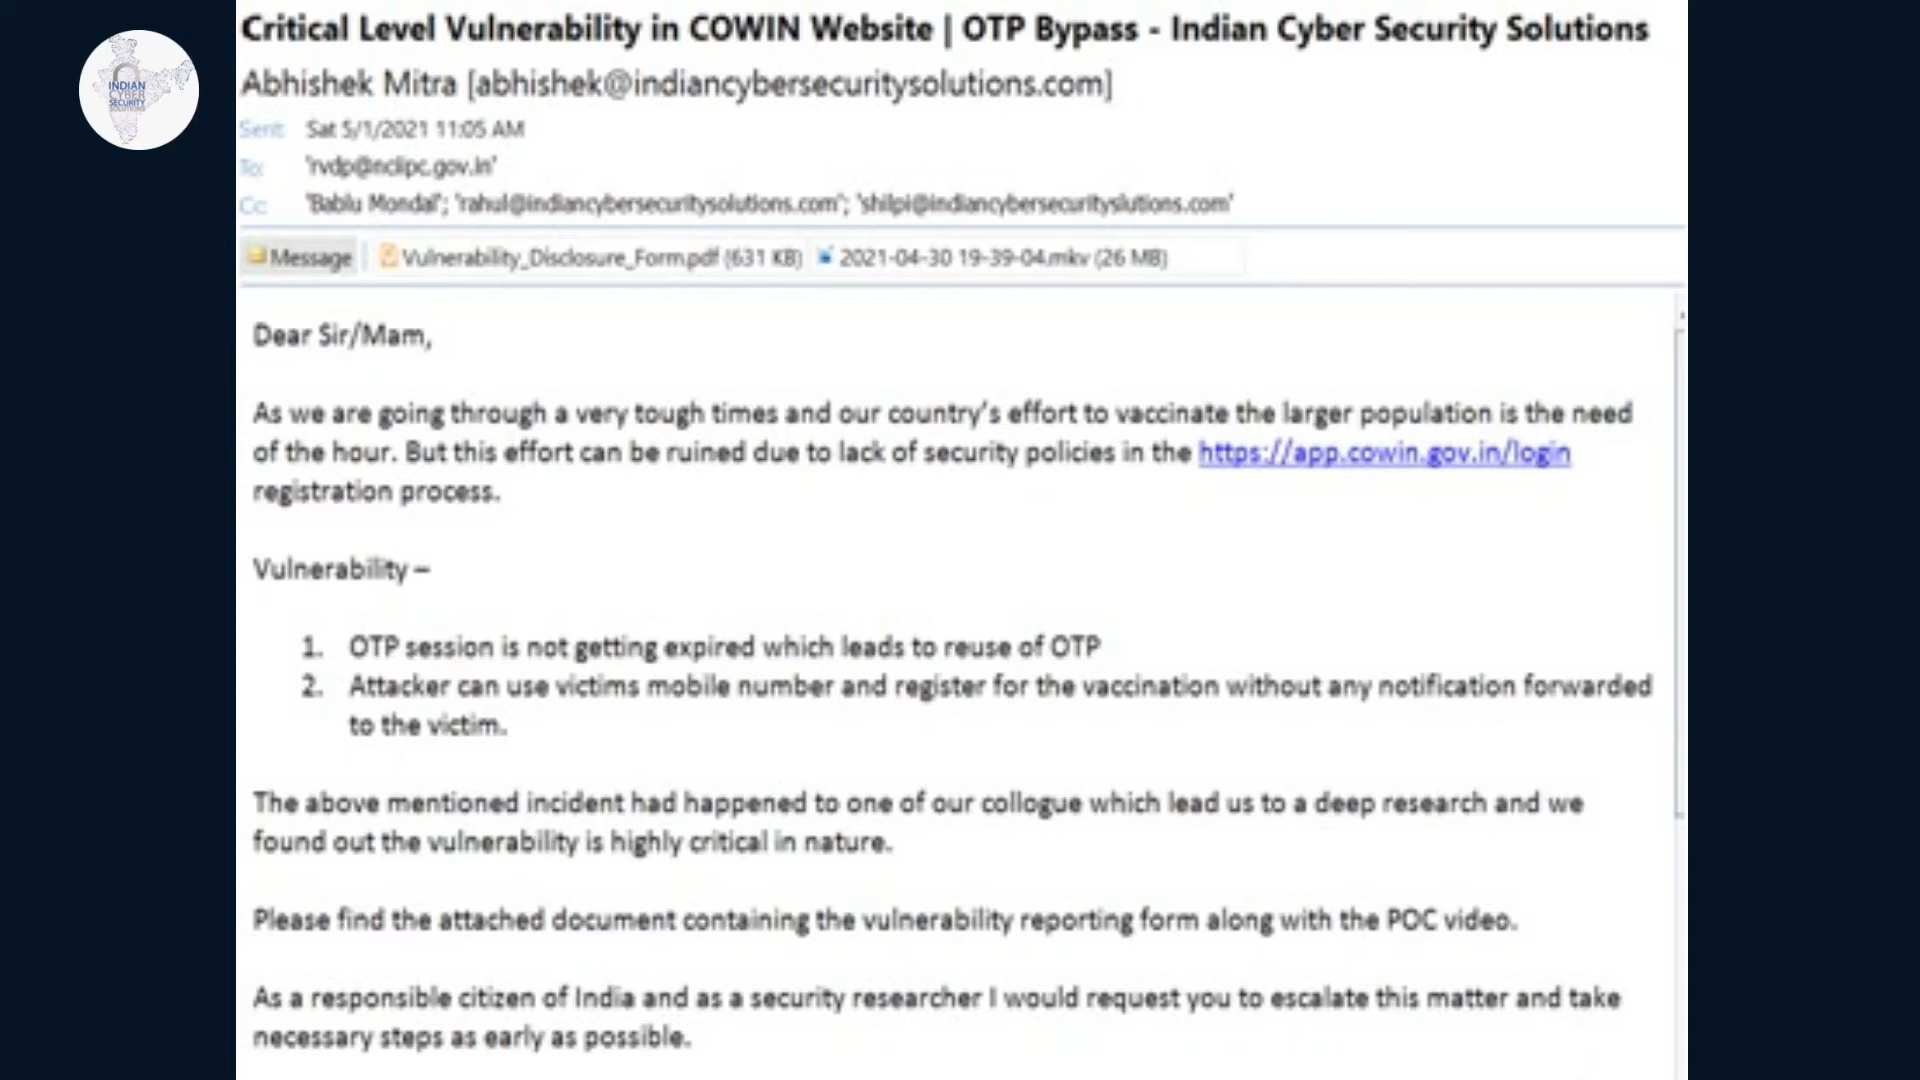 Critical Level Vulnerability in COWIN Website | OTP Bypass - Indian Cyber Security Solutions
INDIAN
CYBER
SECURITY
SOLUTIONS
Abhishek Mitra [abhishek@indiancybersecuritysolutions.com]
Sent: Sat 5/1/2021 11:05 AM
To: 'rvdp@nciipc.gov.in'
Cc: 'Bablu Mondal'; 'rahul@indiancybersecuritysolutions.com'; 'shilpi@indiancybersecurityslutions.com'
Message Vulnerability_Disclosure_Form.pdf (631 KB) 2021-04-30 19-39-04.mkv (26 MB)
Dear Sir/Mam,
As we are going through a very tough times and our country's effort to vaccinate the larger population is the need
of the hour. But this effort can be ruined due to lack of security policies in the https://app.cowin.gov.in/login
registration process.
Vulnerability –
1. OTP session is not getting expired which leads to reuse of OTP
2. Attacker can use victims mobile number and register for the vaccination without any notification forwarded
to the victim.
The above mentioned incident had happened to one of our collogue which lead us to a deep research and we
found out the vulnerability is highly critical in nature.
Please find the attached document containing the vulnerability reporting form along with the POC video.
As a responsible citizen of India and as a security researcher I would request you to escalate this matter and take
necessary steps as early as possible.